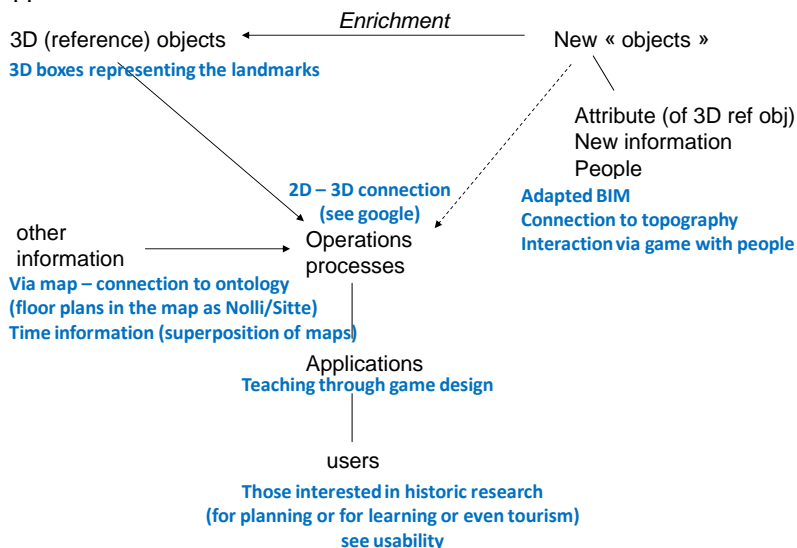 Enrichment
3D (reference) objects
New « objects »
3D boxes representing the landmarks
Attribute (of 3D ref obj)
New information
People
Adapted BIM
Connection to topography
Interaction via game with people
2D – 3D connection
(see google)
Operations
processes
other
information
Via map – connection to ontology
(floor plans in the map as Nolli/Sitte)
Time information (superposition of maps)
Applications
Teaching through game design
users
Those interested in historic research
(for planning or for learning or even tourism)
see usability